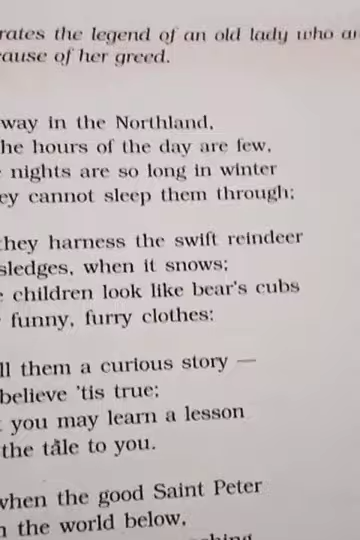 rates the legend of an old lady who
cause of her greed.
way in the Northland,
he hours of the day are few,
nights are so long in winter
ey cannot sleep them through;
they harness the swift reindeer
sledges, when it snows;
children look like bear's cubs
funny, furry clothes:
ll them a curious story —
believe 'tis true;
you may learn a lesson
the tale to you.
when the good Saint Peter
the world below,